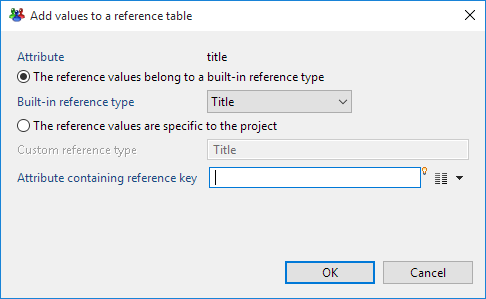 Add values to a reference table
Attribute title
The reference values belong to a built-in reference type
Built-in reference type Title
The reference values are specific to the project
Custom reference type Title
Attribute containing reference key
OK Cancel